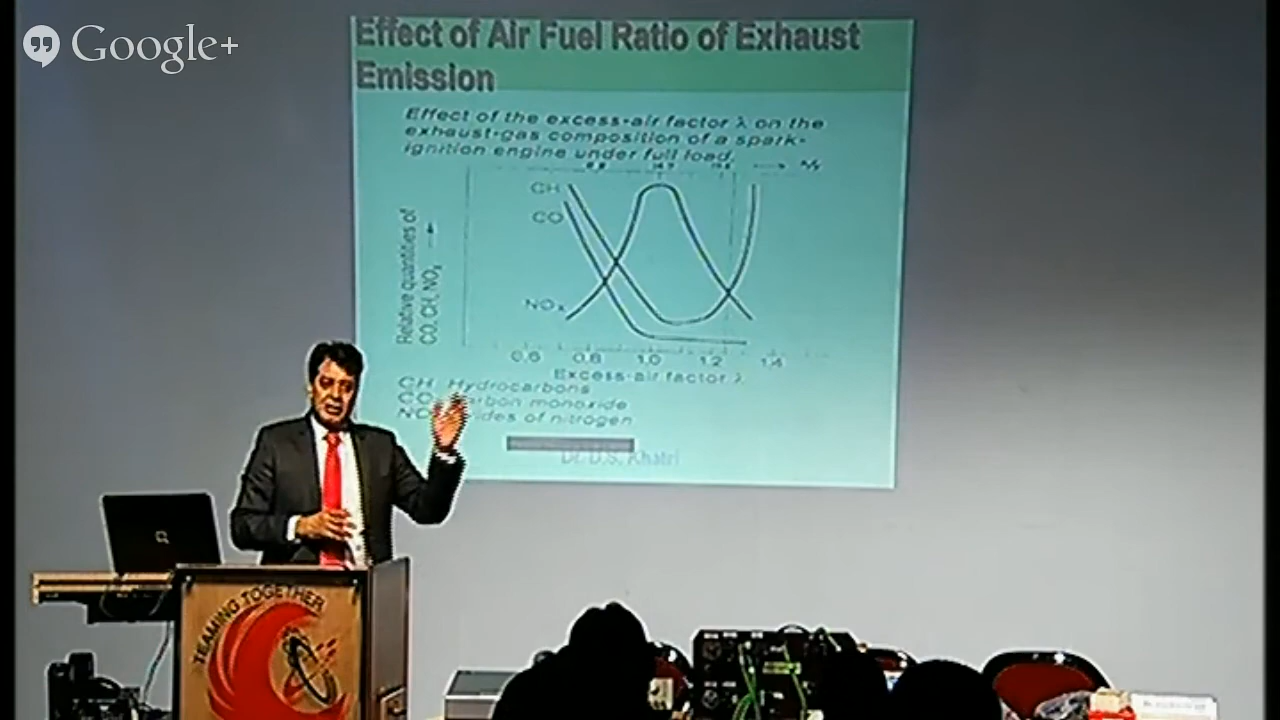 Google+
Effect of Air Fuel Ratio of Exhaust
Emission
Effect of the excess-air factor λ on the
exhaust-gas composition of a spark-
ignition engine under full load.
CH
CO
NOx
Relative quantities of
CO, CH, NOx
0.6 0.8 1.0 1.2 1.4
Excess-air factor λ
CH Hydrocarbons
CO carbon monoxide
of nitrogen
Dr. D.S. Khatri
TEAMING TOGETHER